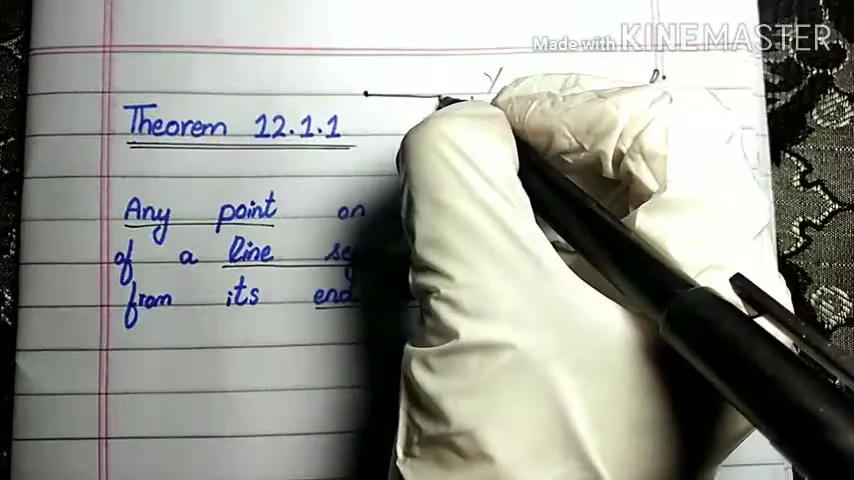 Made with KINEMASTER
Y
Theorem 12.1.1
Any point on
of a line
from its end